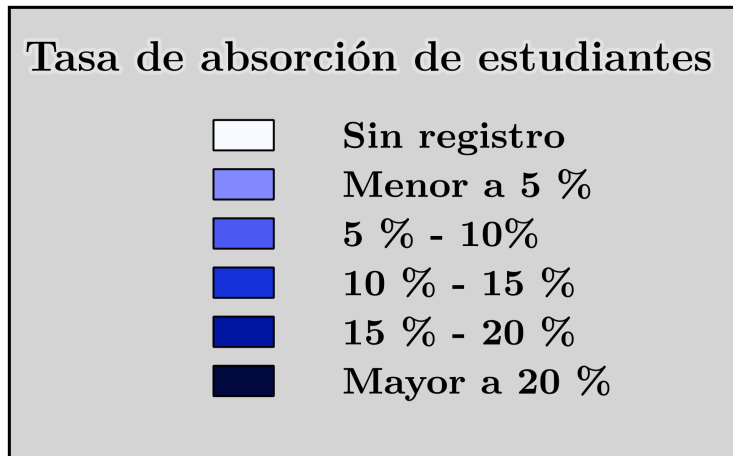 Tasa de absorción de estudiantes
Sin registro
Menor a 5 %
5 % - 10%
10 % - 15 %
15 % - 20 %
Mayor a 20 %